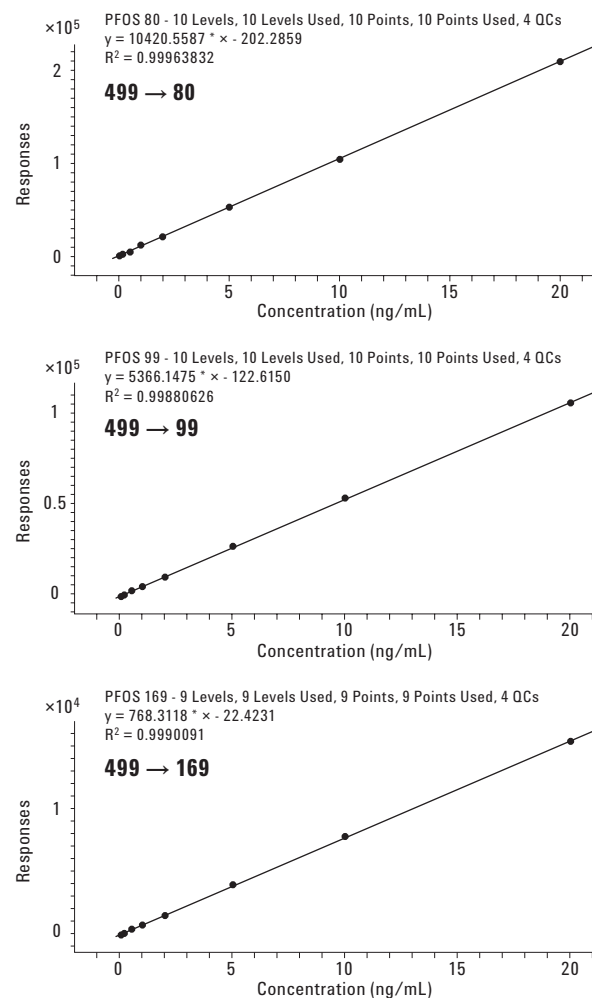 ×10⁵
PFOS 80 - 10 Levels, 10 Levels Used, 10 Points, 10 Points Used, 4 QCs
y = 10420.5587 * × - 202.2859
R² = 0.99963832
499 → 80
2
1
0
Responses
0 5 10 15 20
Concentration (ng/mL)
×10⁵
PFOS 99 - 10 Levels, 10 Levels Used, 10 Points, 10 Points Used, 4 QCs
y = 5366.1475 * × - 122.6150
R² = 0.99880626
499 → 99
1
0.5
0
Responses
0 5 10 15 20
Concentration (ng/mL)
×10⁴
PFOS 169 - 9 Levels, 9 Levels Used, 9 Points, 9 Points Used, 4 QCs
y = 768.3118 * × - 22.4231
R² = 0.9990091
499 → 169
1
0
Responses
0 5 10 15 20
Concentration (ng/mL)